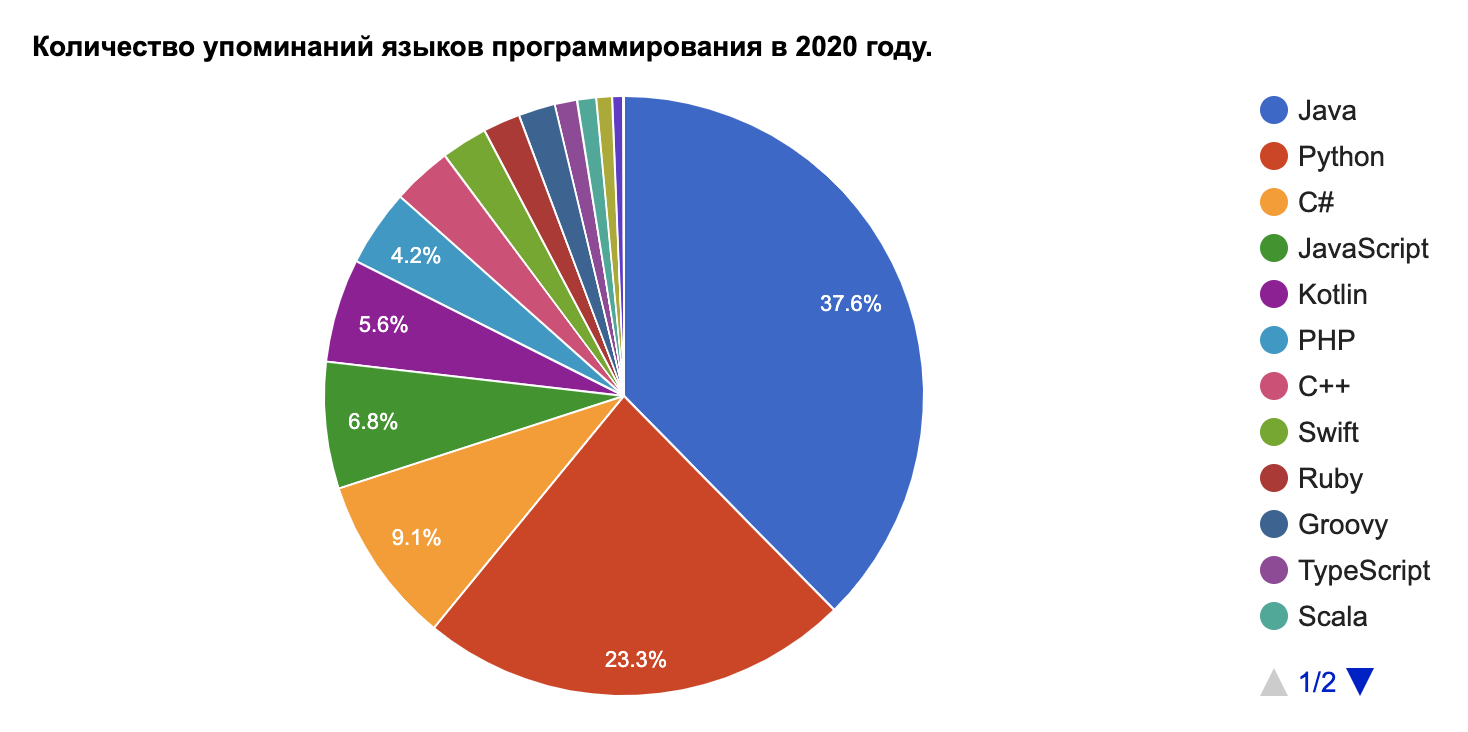 Количество упоминаний языков программирования в 2020 году.
37.6%
23.3%
9.1%
6.8%
5.6%
4.2%
Java
Python
C#
JavaScript
Kotlin
PHP
C++
Swift
Ruby
Groovy
TypeScript
Scala
1/2